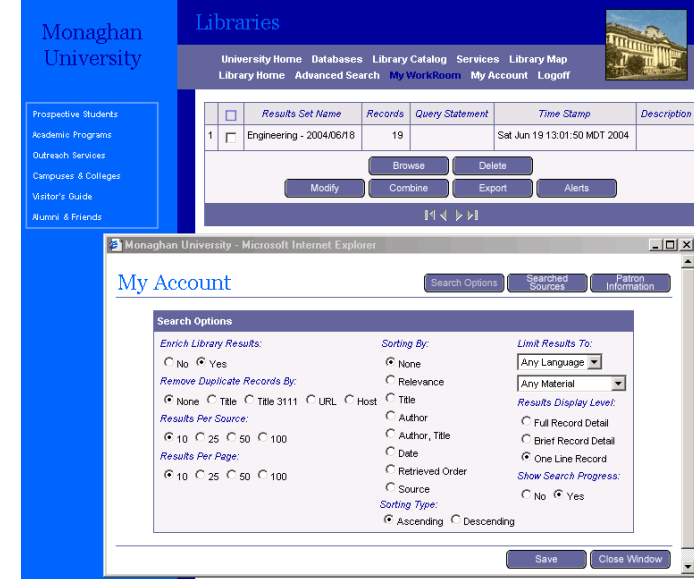 Monaghan
University
Libraries
University Home Databases Library Catalog Services Library Map
Library Home Advanced Search My WorkRoom My Account Logoff
Prospective Students
Academic Programs
Outreach Services
Campuses & Colleges
Visitor's Guide
Alumni & Friends
Results Set Name Records Query Statement Time Stamp Description
1 Engineering - 2004/06/18 19 Sat Jun 19 13:01:50 MDT 2004
Browse Delete
Modify Combine Export Alerts
Monaghan University - Microsoft Internet Explorer
My Account
Search Options Searched Sources Patron Information
Search Options
Enrich Library Results: Sorting By: Limit Results To:
No Yes None Any Language
Remove Duplicate Records By: Relevance Any Material
None Title Title 3111 URL Host Title Results Display Level:
Results Per Source: Author Full Record Detail
10 25 50 100 Author, Title Brief Record Detail
Results Per Page: Date One Line Record
10 25 50 100 Retrieved Order Show Search Progress:
Source No Yes
Sorting Type:
Ascending Descending
Save Close Window